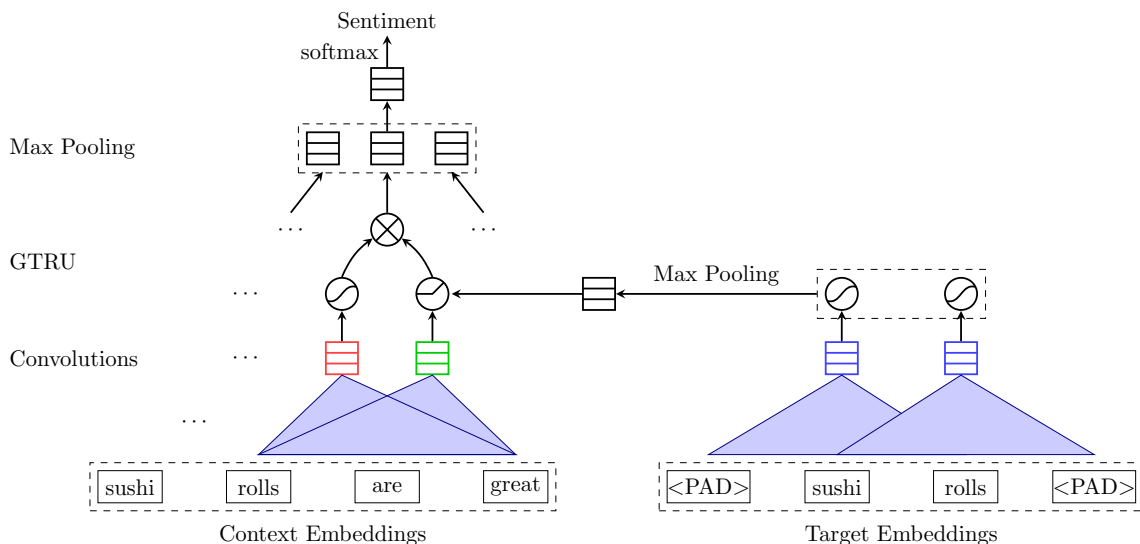 Sentiment
softmax
Max Pooling
... ...
GTRU
... Max Pooling
Convolutions ...
...
sushi rolls are great <PAD> sushi rolls <PAD>
Context Embeddings Target Embeddings